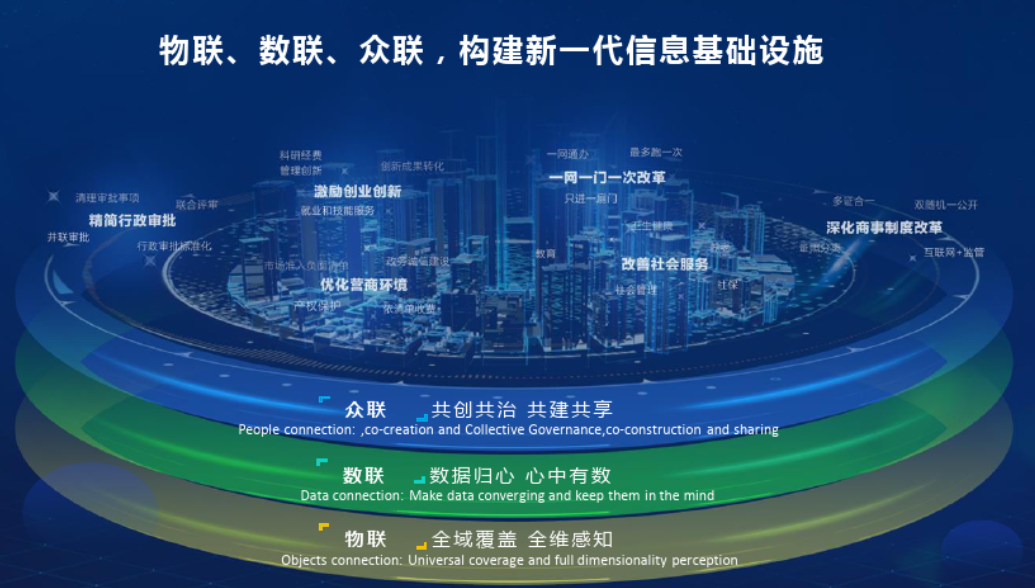 物联、数联、众联，构建新一代信息基础设施
科研经费
管理创新
创新成果转化
激励创业创新
就业和技能服务
一网通办
最多跑一次
一网一门一次改革
只进一扇门
清理审批事项
联合评审
精简行政审批
并联审批
行政审批标准化
多证合一
双随机一公开
深化商事制度改革
证照分离
互联网+监管
卫生健康
教育
改善社会服务
社会管理
社保
市场准入负面清单
政务诚信建设
优化营商环境
产权保护
依清单收费
众联 共创共治 共建共享
People connection: ,co-creation and Collective Governance,co-construction and sharing
数联 数据归心 心中有数
Data connection: Make data converging and keep them in the mind
物联 全域覆盖 全维感知
Objects connection: Universal coverage and full dimensionality perception